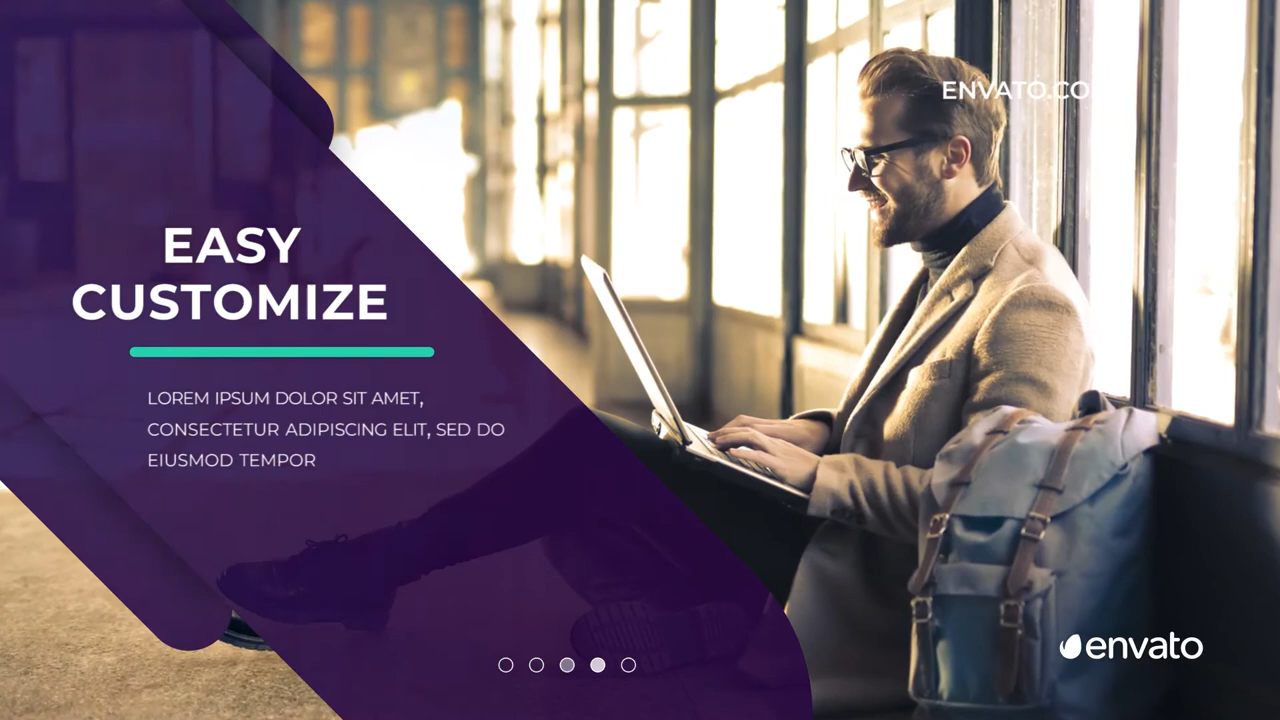 ENVATO.CO
EASY
CUSTOMIZE
LOREM IPSUM DOLOR SIT AMET,
CONSECTETUR ADIPISCING ELIT, SED DO
EIUSMOD TEMPOR
envato